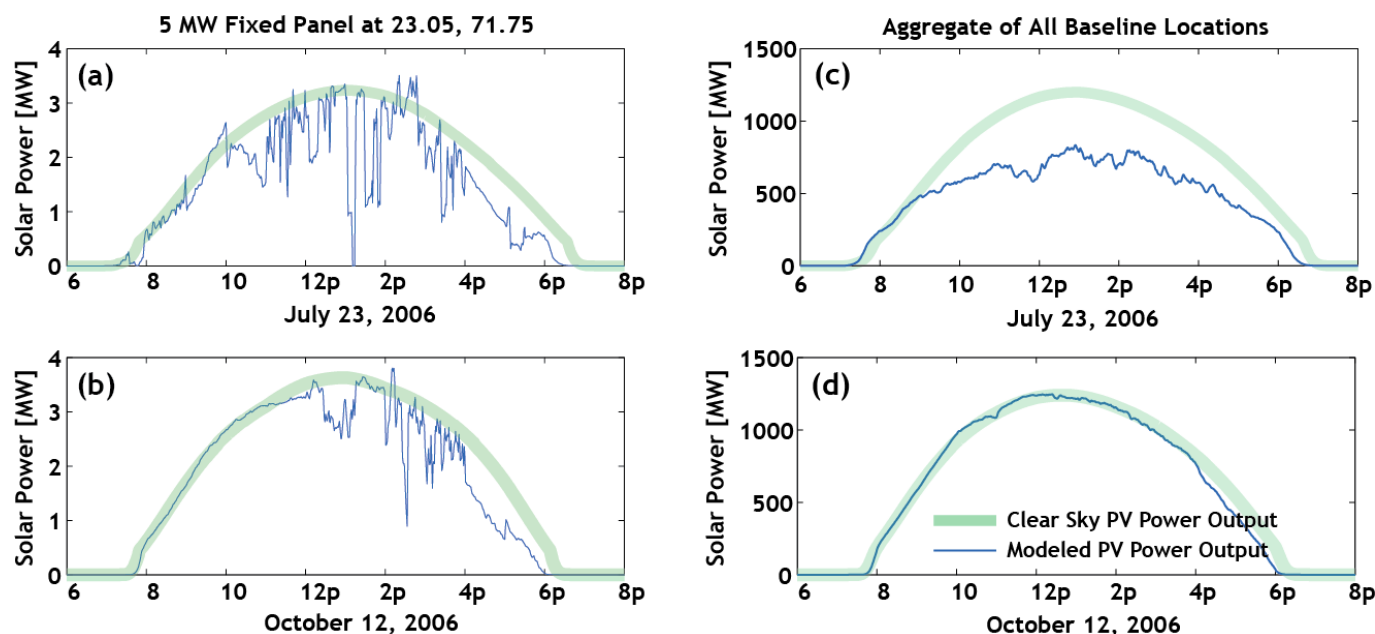 5 MW Fixed Panel at 23.05, 71.75
(a)
Solar Power [MW]
4
3
2
1
0
6 8 10 12p 2p 4p 6p 8p
July 23, 2006
Aggregate of All Baseline Locations
(c)
Solar Power [MW]
1500
1000
500
0
6 8 10 12p 2p 4p 6p 8p
July 23, 2006
(b)
Solar Power [MW]
4
3
2
1
0
6 8 10 12p 2p 4p 6p 8p
October 12, 2006
(d)
Solar Power [MW]
1500
1000
500
0
Clear Sky PV Power Output
Modeled PV Power Output
6 8 10 12p 2p 4p 6p 8p
October 12, 2006